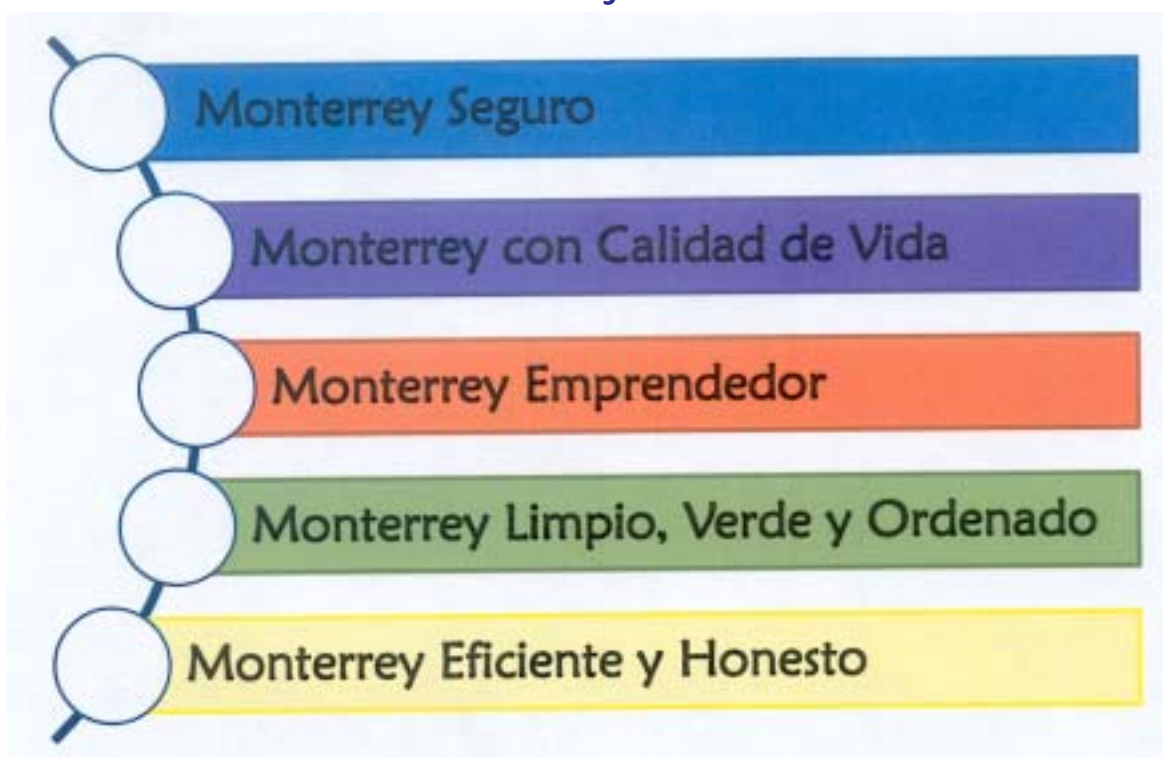 Monterrey Seguro
Monterrey con Calidad de Vida
Monterrey Emprendedor
Monterrey Limpio, Verde y Ordenado
Monterrey Eficiente y Honesto